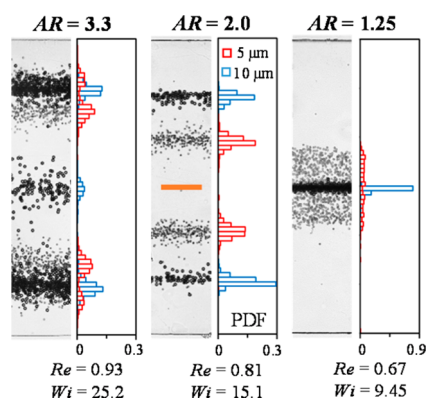 AR = 3.3
AR = 2.0
AR = 1.25
5 μm
10 μm
PDF
0
0.3
0
0.3
0
0.9
Re = 0.93
Re = 0.81
Re = 0.67
Wi = 25.2
Wi = 15.1
Wi = 9.45